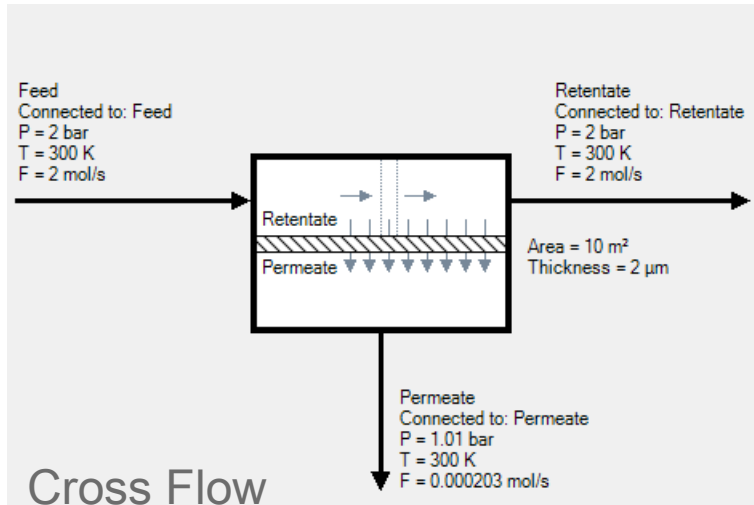 Feed
Connected to: Feed
P = 2 bar
T = 300 K
F = 2 mol/s
Retentate
Connected to: Retentate
P = 2 bar
T = 300 K
F = 2 mol/s
Retentate
Permeate
Area = 10 m²
Thickness = 2 µm
Permeate
Connected to: Permeate
P = 1.01 bar
T = 300 K
F = 0.000203 mol/s
Cross Flow